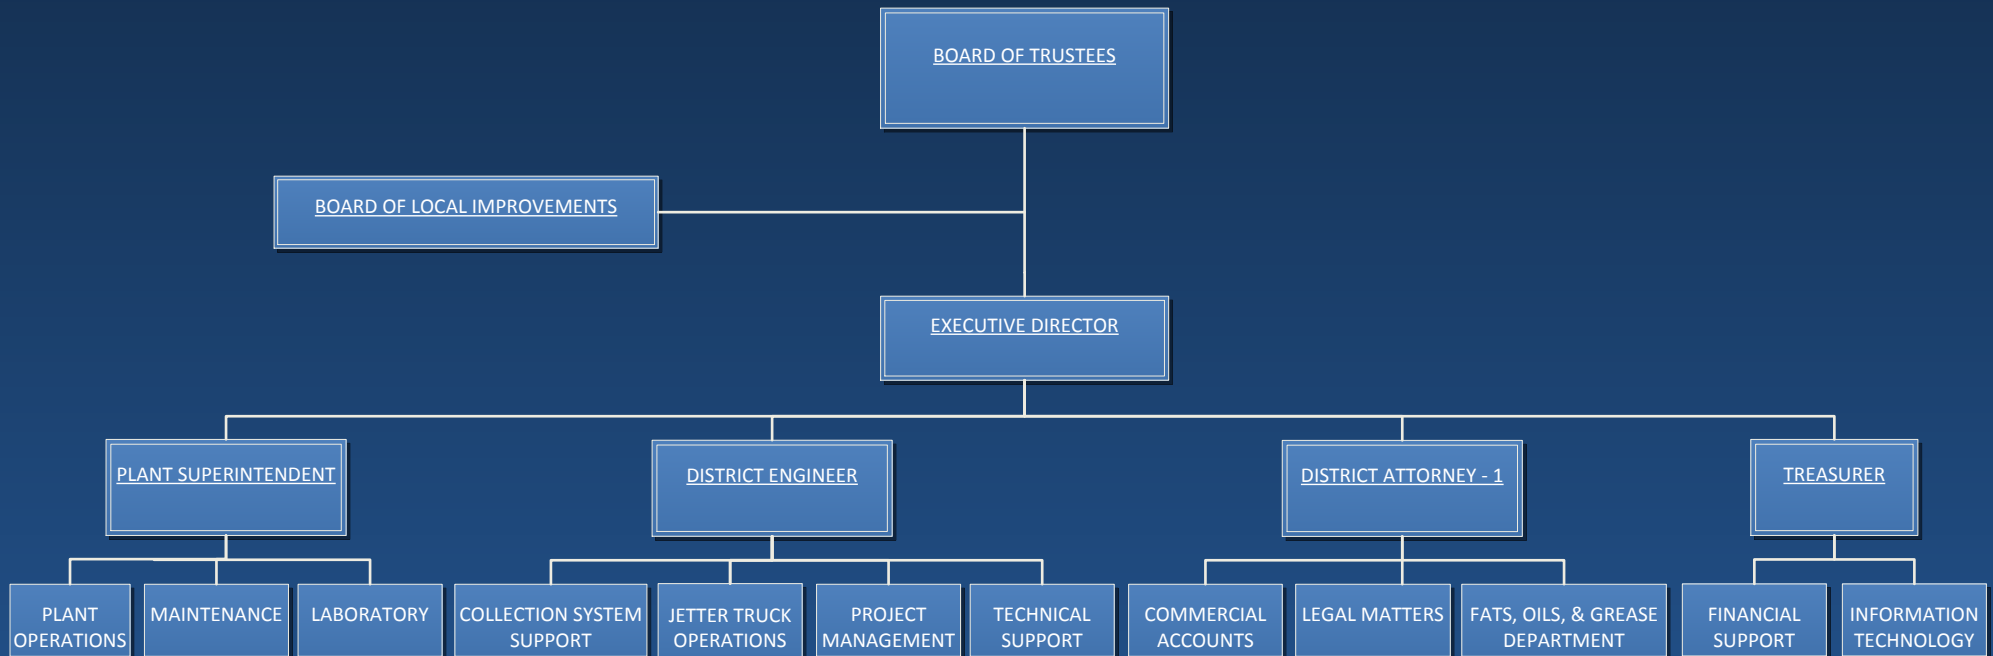 BOARD OF TRUSTEES
BOARD OF LOCAL IMPROVEMENTS
EXECUTIVE DIRECTOR
PLANT SUPERINTENDENT
DISTRICT ENGINEER
DISTRICT ATTORNEY - 1
TREASURER
PLANT
OPERATIONS
MAINTENANCE
LABORATORY
COLLECTION SYSTEM
SUPPORT
JETTER TRUCK
OPERATIONS
PROJECT
MANAGEMENT
TECHNICAL
SUPPORT
COMMERCIAL
ACCOUNTS
LEGAL MATTERS
FATS, OILS, & GREASE
DEPARTMENT
FINANCIAL
SUPPORT
INFORMATION
TECHNOLOGY